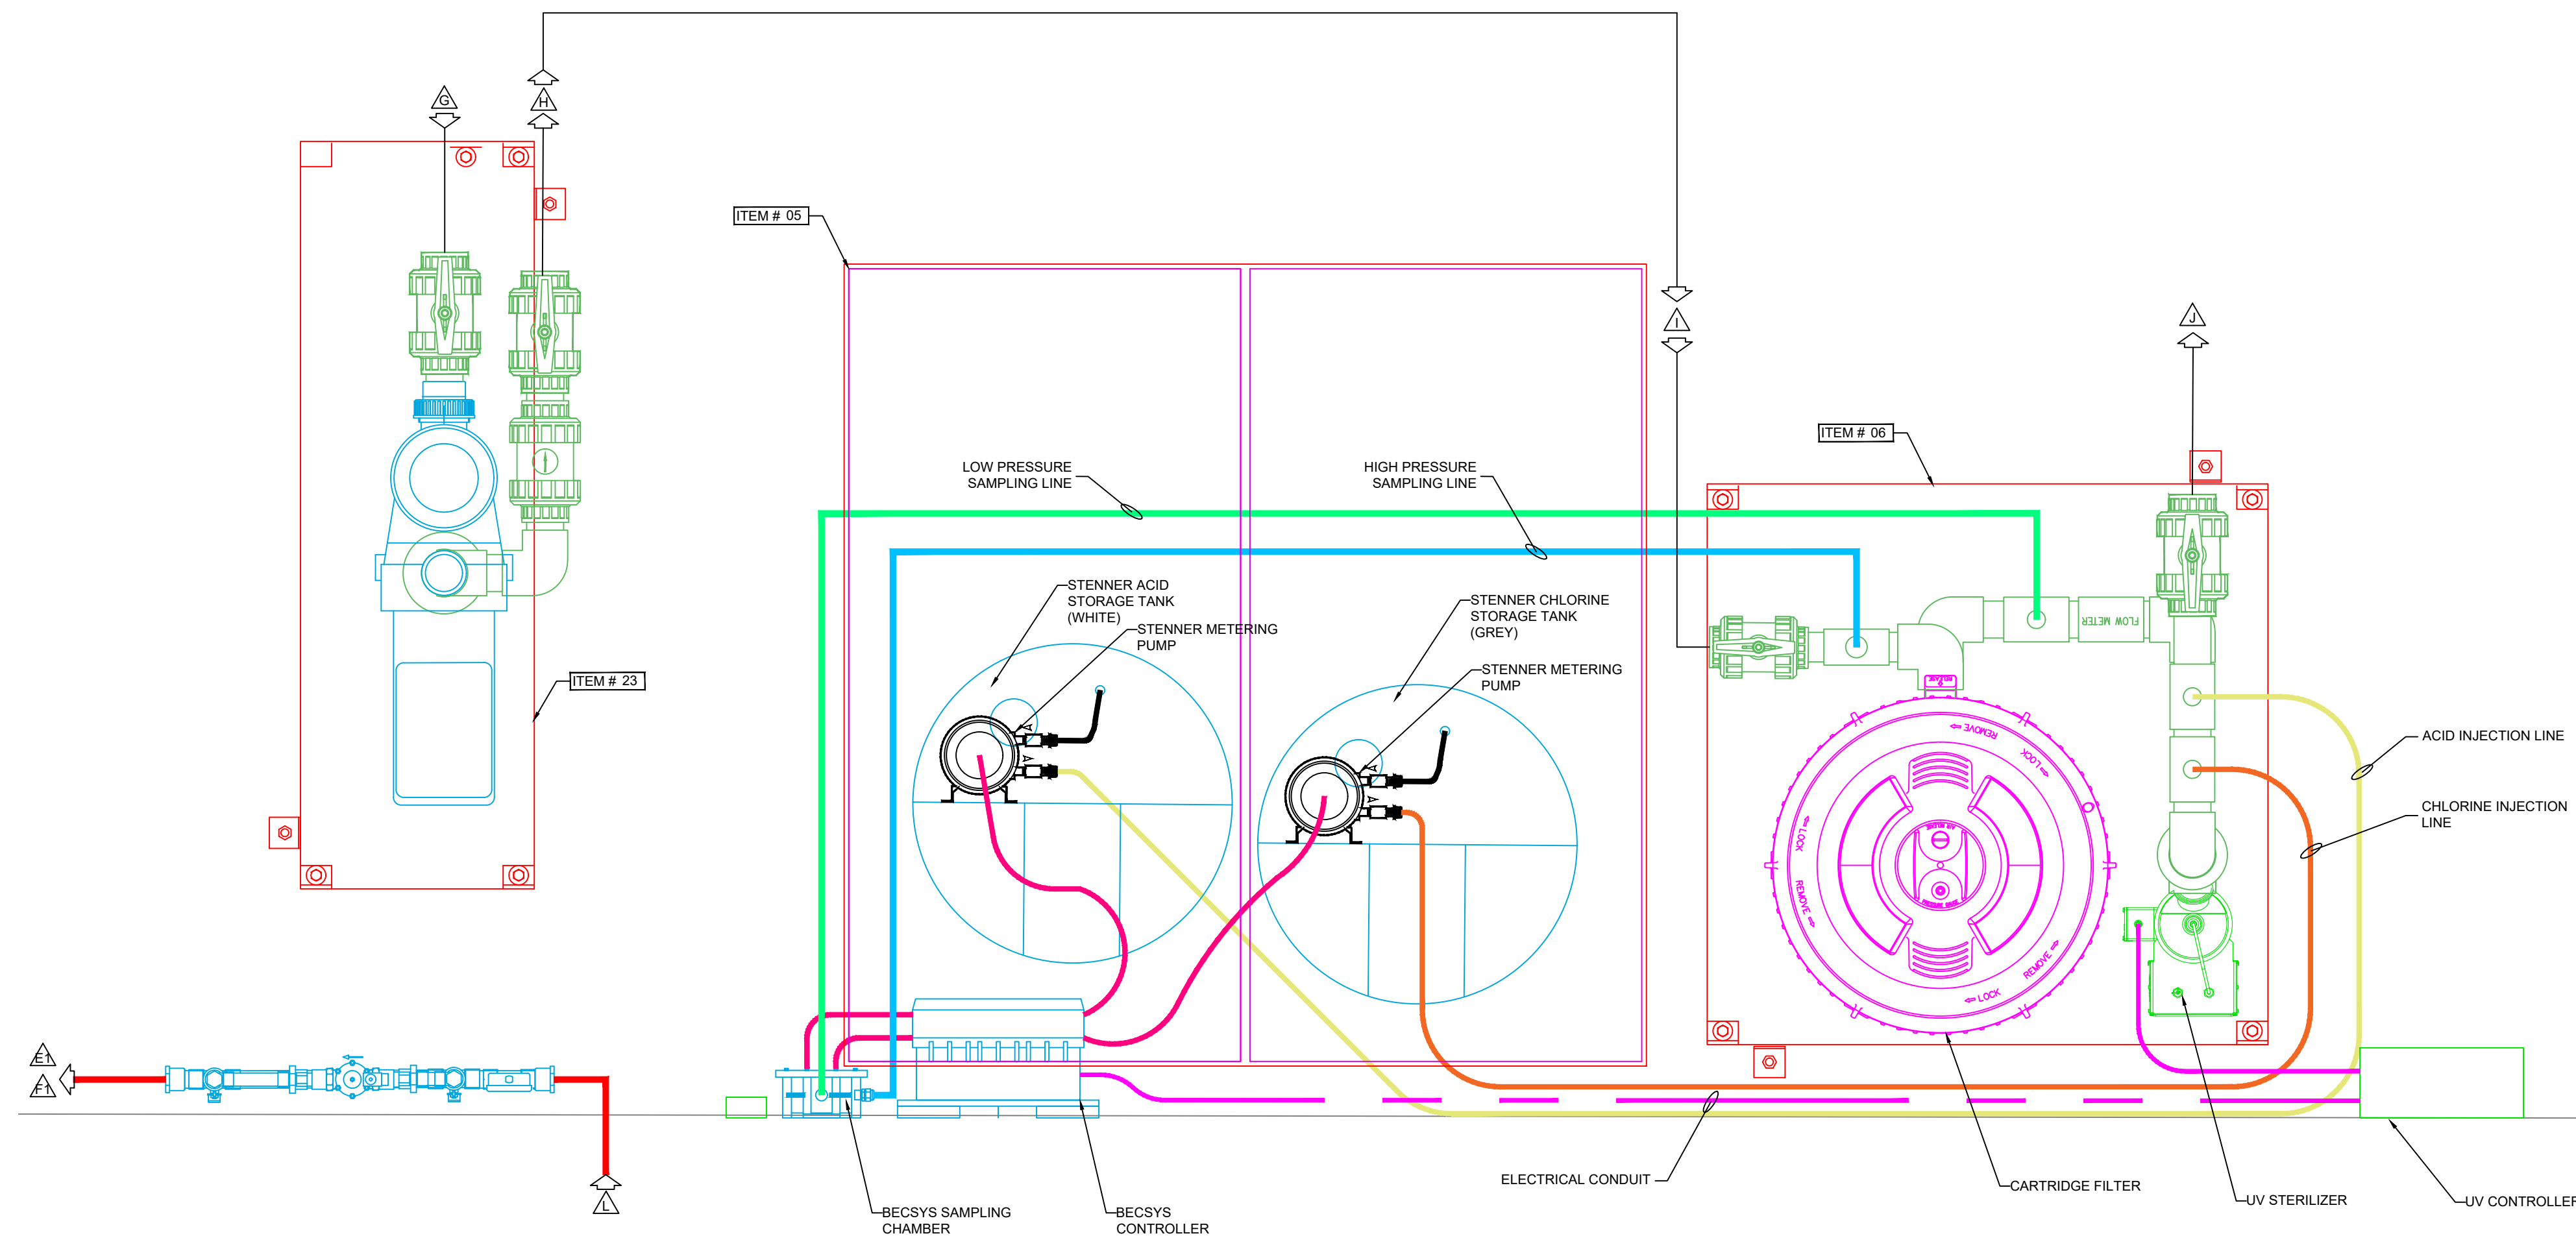 G
H
ITEM # 05
I
J
ITEM # 06
LOW PRESSURE
SAMPLING LINE
HIGH PRESSURE
SAMPLING LINE
STENNER ACID
STORAGE TANK
(WHITE)
STENNER METERING
PUMP
STENNER CHLORINE
STORAGE TANK
(GREY)
STENNER METERING
PUMP
FLOW METER
ITEM # 23
RELEASE
REMOVE
LOCK
LOCK
REMOVE
REMOVE
LOCK
ACID INJECTION LINE
CHLORINE INJECTION
LINE
E1
F1
L
ELECTRICAL CONDUIT
CARTRIDGE FILTER
UV STERILIZER
UV CONTROLLER
BECSYS SAMPLING
CHAMBER
BECSYS
CONTROLLER